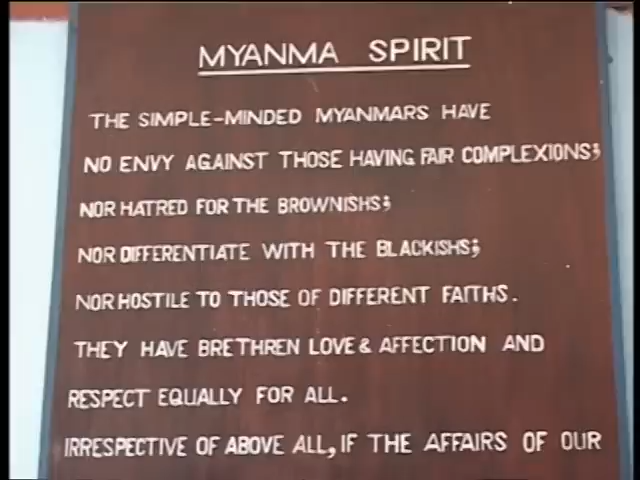 MYANMA SPIRIT
THE SIMPLE-MINDED MYANMARS HAVE
NO ENVY AGAINST THOSE HAVING FAIR COMPLEXIONS;
NOR HATRED FOR THE BROWNISHS;
NOR DIFFERENTIATE WITH THE BLACKISHS;
NOR HOSTILE TO THOSE OF DIFFERENT FAITHS.
THEY HAVE BRETHREN LOVE & AFFECTION AND
RESPECT EQUALLY FOR ALL.
IRRESPECTIVE OF ABOVE ALL, IF THE AFFAIRS OF OUR